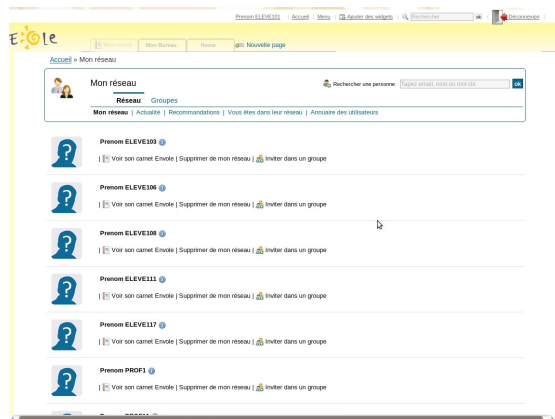 Prenom ELEVE101 | Accueil | Menu | Ajouter des widgets | Rechercher ok | Déconnexion |
EOLE
Mon carnet Mon Bureau Home Nouvelle page
Accueil » Mon réseau
Mon réseau
Rechercher une personne Tapez email, nom ou mot clé ok
Réseau Groupes
Mon réseau | Actualité | Recommandations | Vous êtes dans leur réseau | Annuaire des utilisateurs
Prenom ELEVE103
| Voir son carnet Envole | Supprimer de mon réseau | Inviter dans un groupe
Prenom ELEVE106
| Voir son carnet Envole | Supprimer de mon réseau | Inviter dans un groupe
Prenom ELEVE108
| Voir son carnet Envole | Supprimer de mon réseau | Inviter dans un groupe
Prenom ELEVE111
| Voir son carnet Envole | Supprimer de mon réseau | Inviter dans un groupe
Prenom ELEVE117
| Voir son carnet Envole | Supprimer de mon réseau | Inviter dans un groupe
Prenom PROF1
| Voir son carnet Envole | Supprimer de mon réseau | Inviter dans un groupe